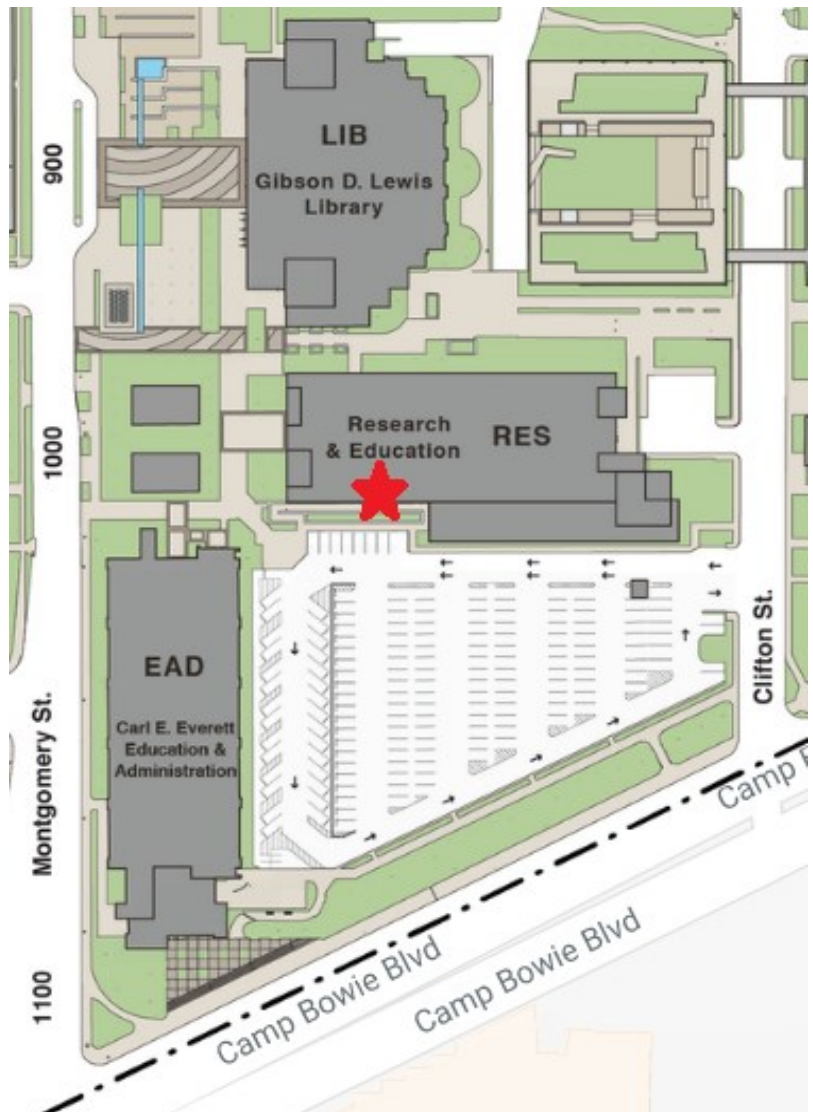 LIB
Gibson D. Lewis
Library
900
Research
& Education
RES
1000
EAD
Carl E. Everett
Education &
Administration
Montgomery St.
Clifton St.
1100
Camp Bowie Blvd
Camp Bowie Blvd
Camp